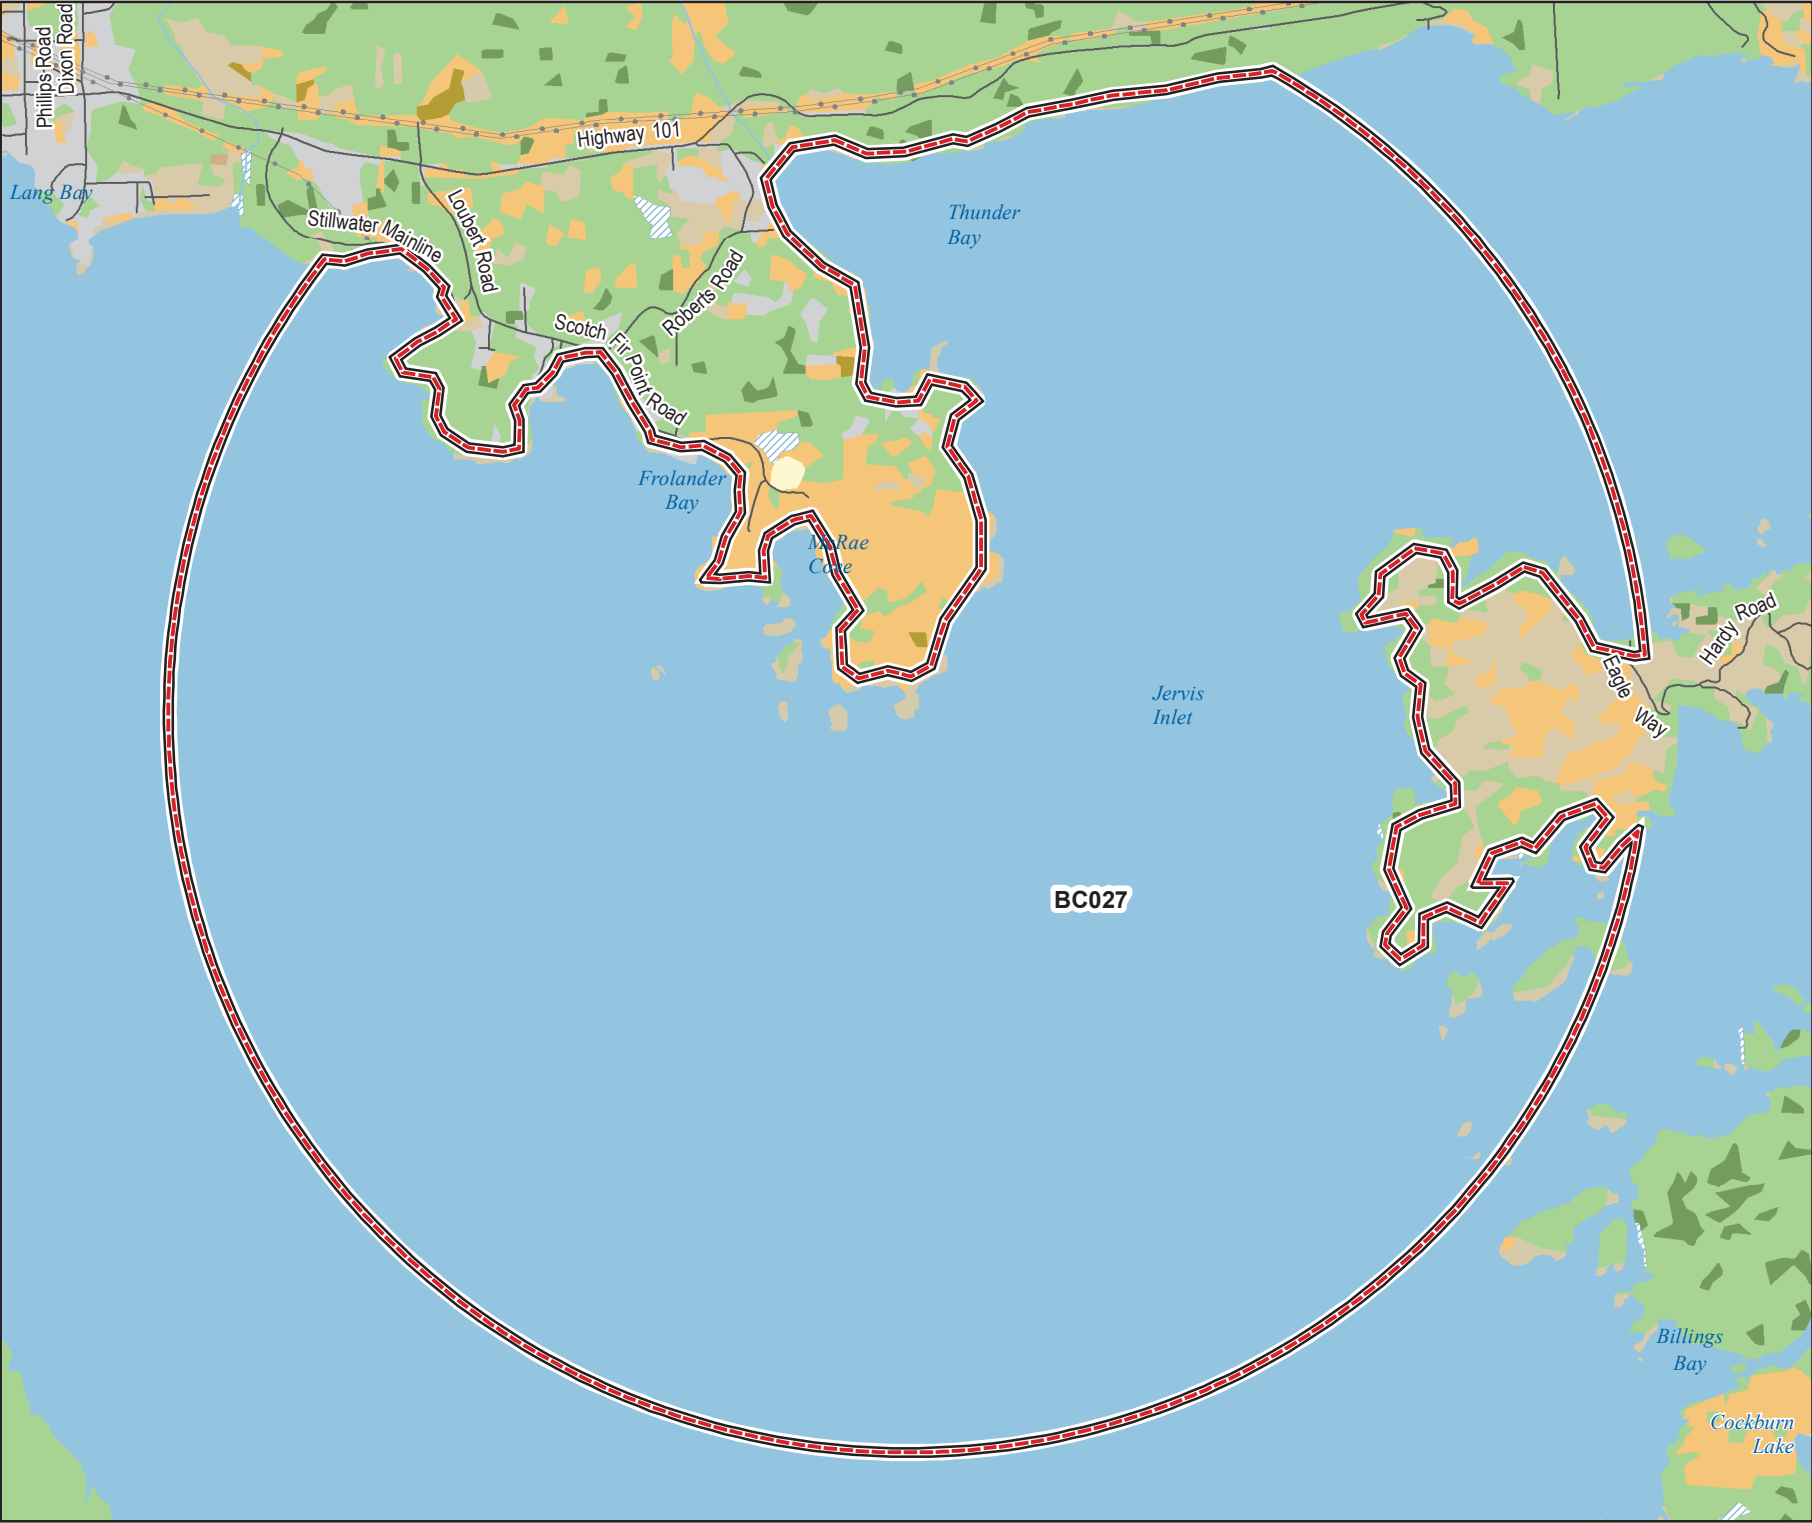 Phillips Road
Dixon Road
Highway 101
Lang Bay
Stillwater Mainline
Loubert Road
Thunder
Bay
Roberts Road
Scotch Fir Point Road
Frolander
Bay
McRae
Cove
Hardy Road
Eagle Way
Jervis
Inlet
BC027
Billings
Bay
Cockburn
Lake